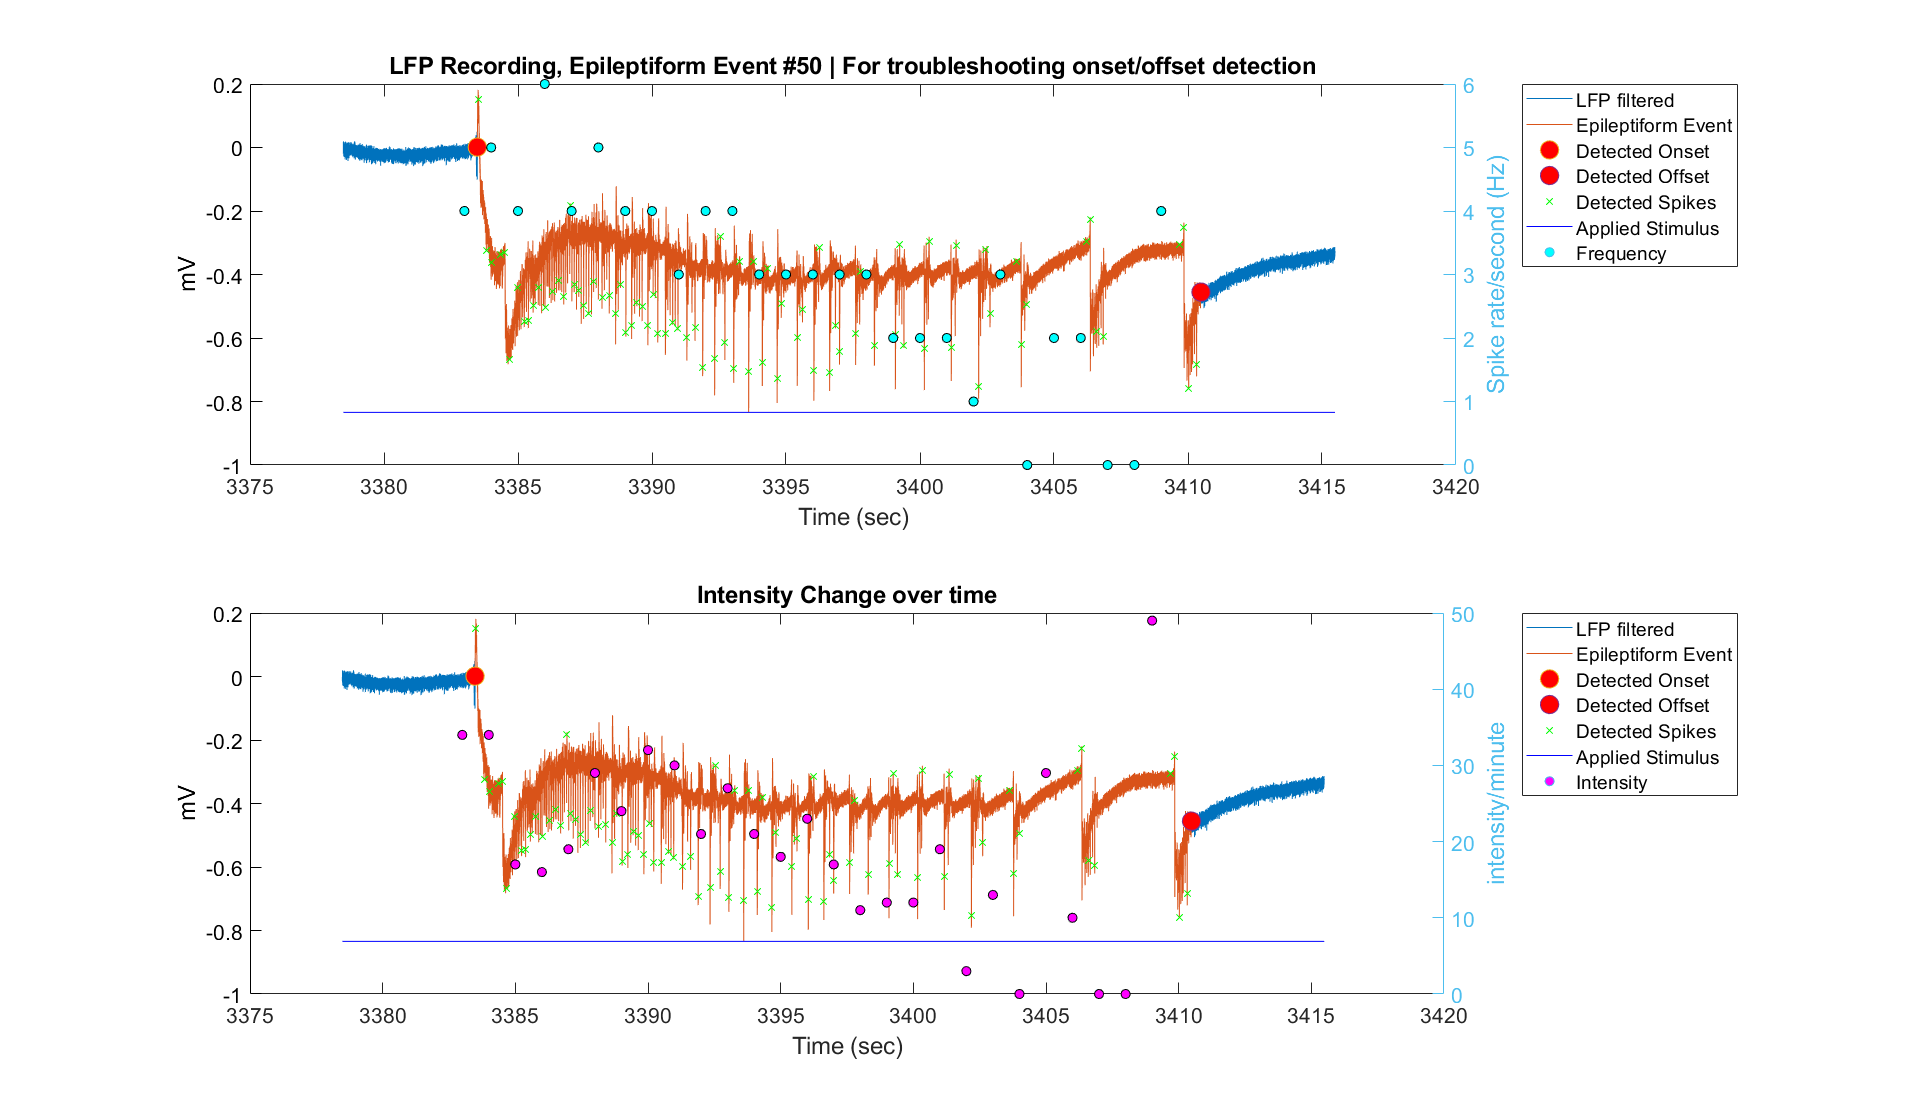 LFP Recording, Epileptiform Event #50 | For troubleshooting onset/offset detection
0.2
0
-0.2
-0.4
-0.6
-0.8
-1
mV
6
5
4
3
2
1
0
Spike rate/second (Hz)
3375 3380 3385 3390 3395 3400 3405 3410 3415 3420
Time (sec)
LFP filtered
Epileptiform Event
Detected Onset
Detected Offset
Detected Spikes
Applied Stimulus
Frequency
Intensity Change over time
0.2
0
-0.2
-0.4
-0.6
-0.8
-1
mV
50
40
30
20
10
0
intensity/minute
3375 3380 3385 3390 3395 3400 3405 3410 3415 3420
Time (sec)
LFP filtered
Epileptiform Event
Detected Onset
Detected Offset
Detected Spikes
Applied Stimulus
Intensity